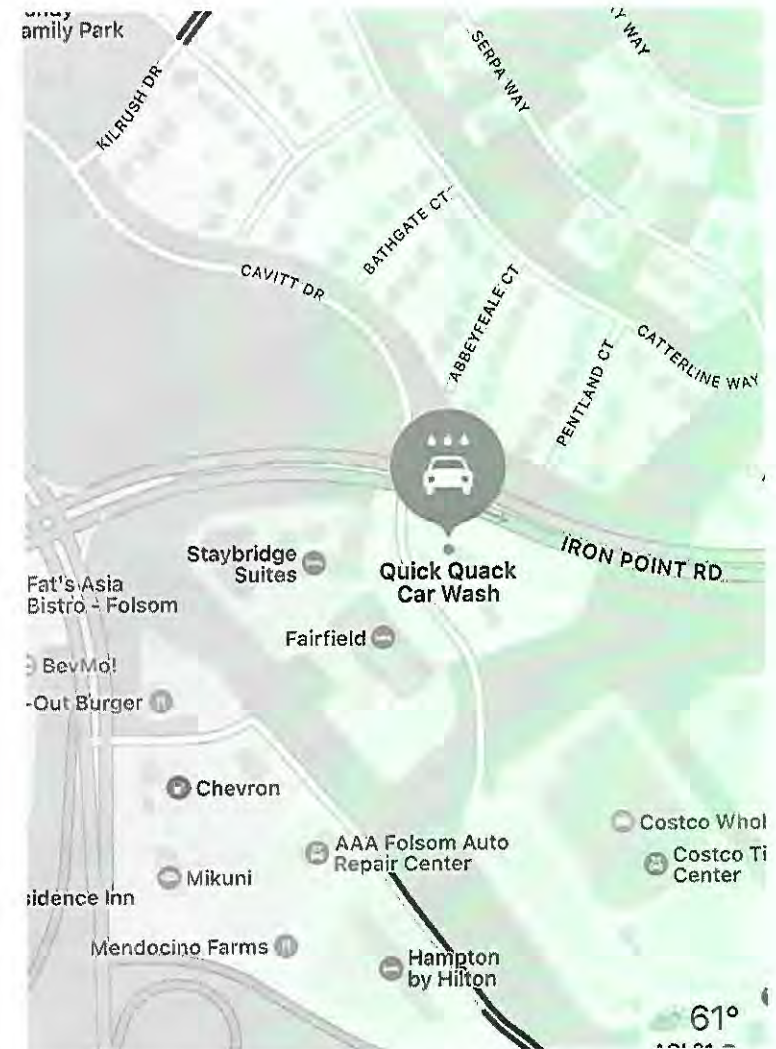 amily Park
KILRUSH DR
SERPA WAY
Y WAY
BATHGATE CT
CAVITT DR
ABBEYFEALE CT
PENTLAND CT
CATTERLINE WAY
IRON POINT RD
Staybridge
Suites
Quick Quack
Car Wash
Fat's Asia
Bistro - Folsom
Fairfield
BevMo!
-Out Burger
Chevron
Costco Whol
AAA Folsom Auto
Repair Center
Costco Ti
Center
Mikuni
sidence Inn
Mendocino Farms
Hampton
by Hilton
61°